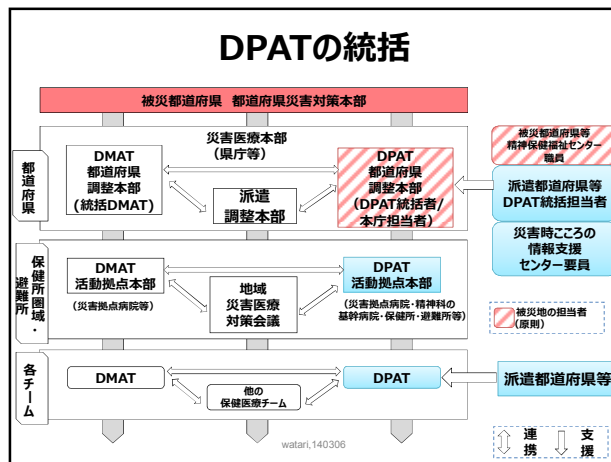 DPATの統括
被災都道府県 都道府県災害対策本部
都道府県
災害医療本部
(県庁等)
DMAT
都道府県
調整本部
(統括DMAT)
派遣
調整本部
DPAT
都道府県
調整本部
(DPAT統括者/
本庁担当者)
被災都道府県等
精神保健福祉センター
職員
派遣都道府県等
DPAT統括担当者
災害時こころの
情報支援
センター要員
保健所圏域・
避難所
DMAT
活動拠点本部
(災害拠点病院等)
地域
災害医療
対策会議
DPAT
活動拠点本部
(災害拠点病院・精神科の
基幹病院・保健所・避難所等)
被災地の担当者
(原則)
各チーム
DMAT
他の
保健医療チーム
DPAT
派遣都道府県等
連携
支援
watari,140306